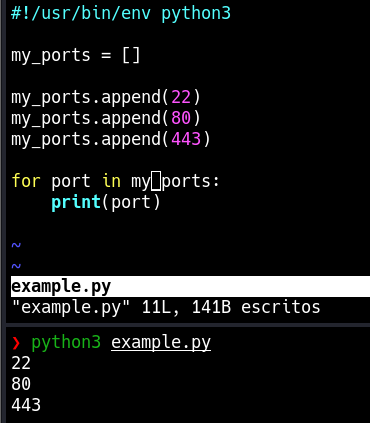 #!/usr/bin/env python3
my_ports = []
my_ports.append(22)
my_ports.append(80)
my_ports.append(443)
for port in my_ports:
    print(port)
~
~
example.py
"example.py" 11L, 141B escritos
❯ python3 example.py
22
80
443